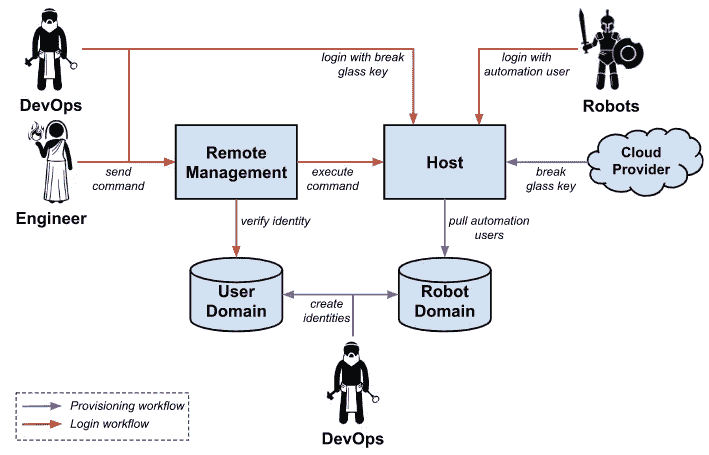 DevOps
login with break
glass key
login with
automation user
Robots
Engineer
send
command
Remote
Management
execute
command
Host
break
glass key
Cloud
Provider
verify identity
pull automation
users
User
Domain
create
identities
Robot
Domain
DevOps
Provisioning workflow
Login workflow